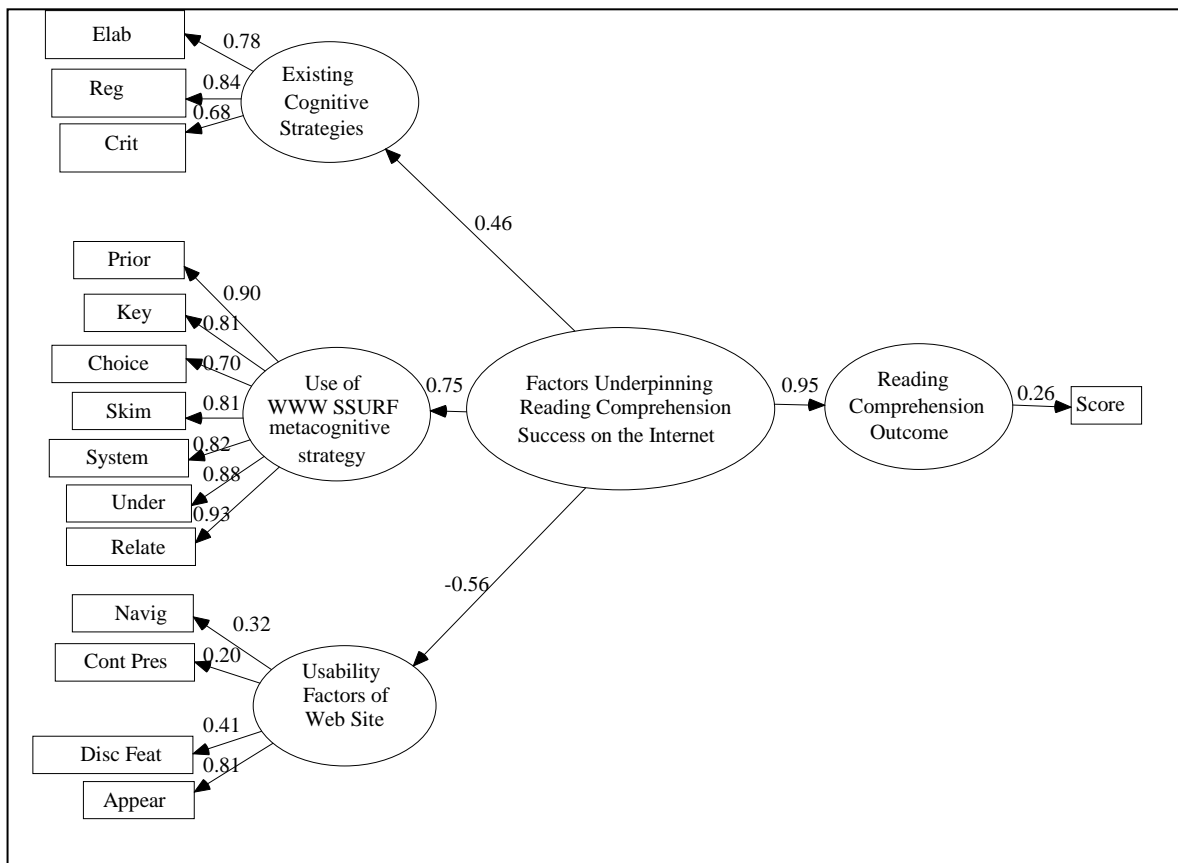 Elab
0.78
Existing
Cognitive
Strategies
Reg
0.84
0.68
Crit
0.46
Prior
0.90
Key
0.81
Choice
0.70
Skim
0.81
System
0.82
Under
0.88
Relate
0.93
Use of
WWW SSURF
metacognitive
strategy
0.75
Factors Underpinning
Reading Comprehension
Success on the Internet
0.95
Reading
Comprehension
Outcome
0.26
Score
-0.56
Navig
0.32
Cont Pres
0.20
Usability
Factors of
Web Site
Disc Feat
0.41
Appear
0.81